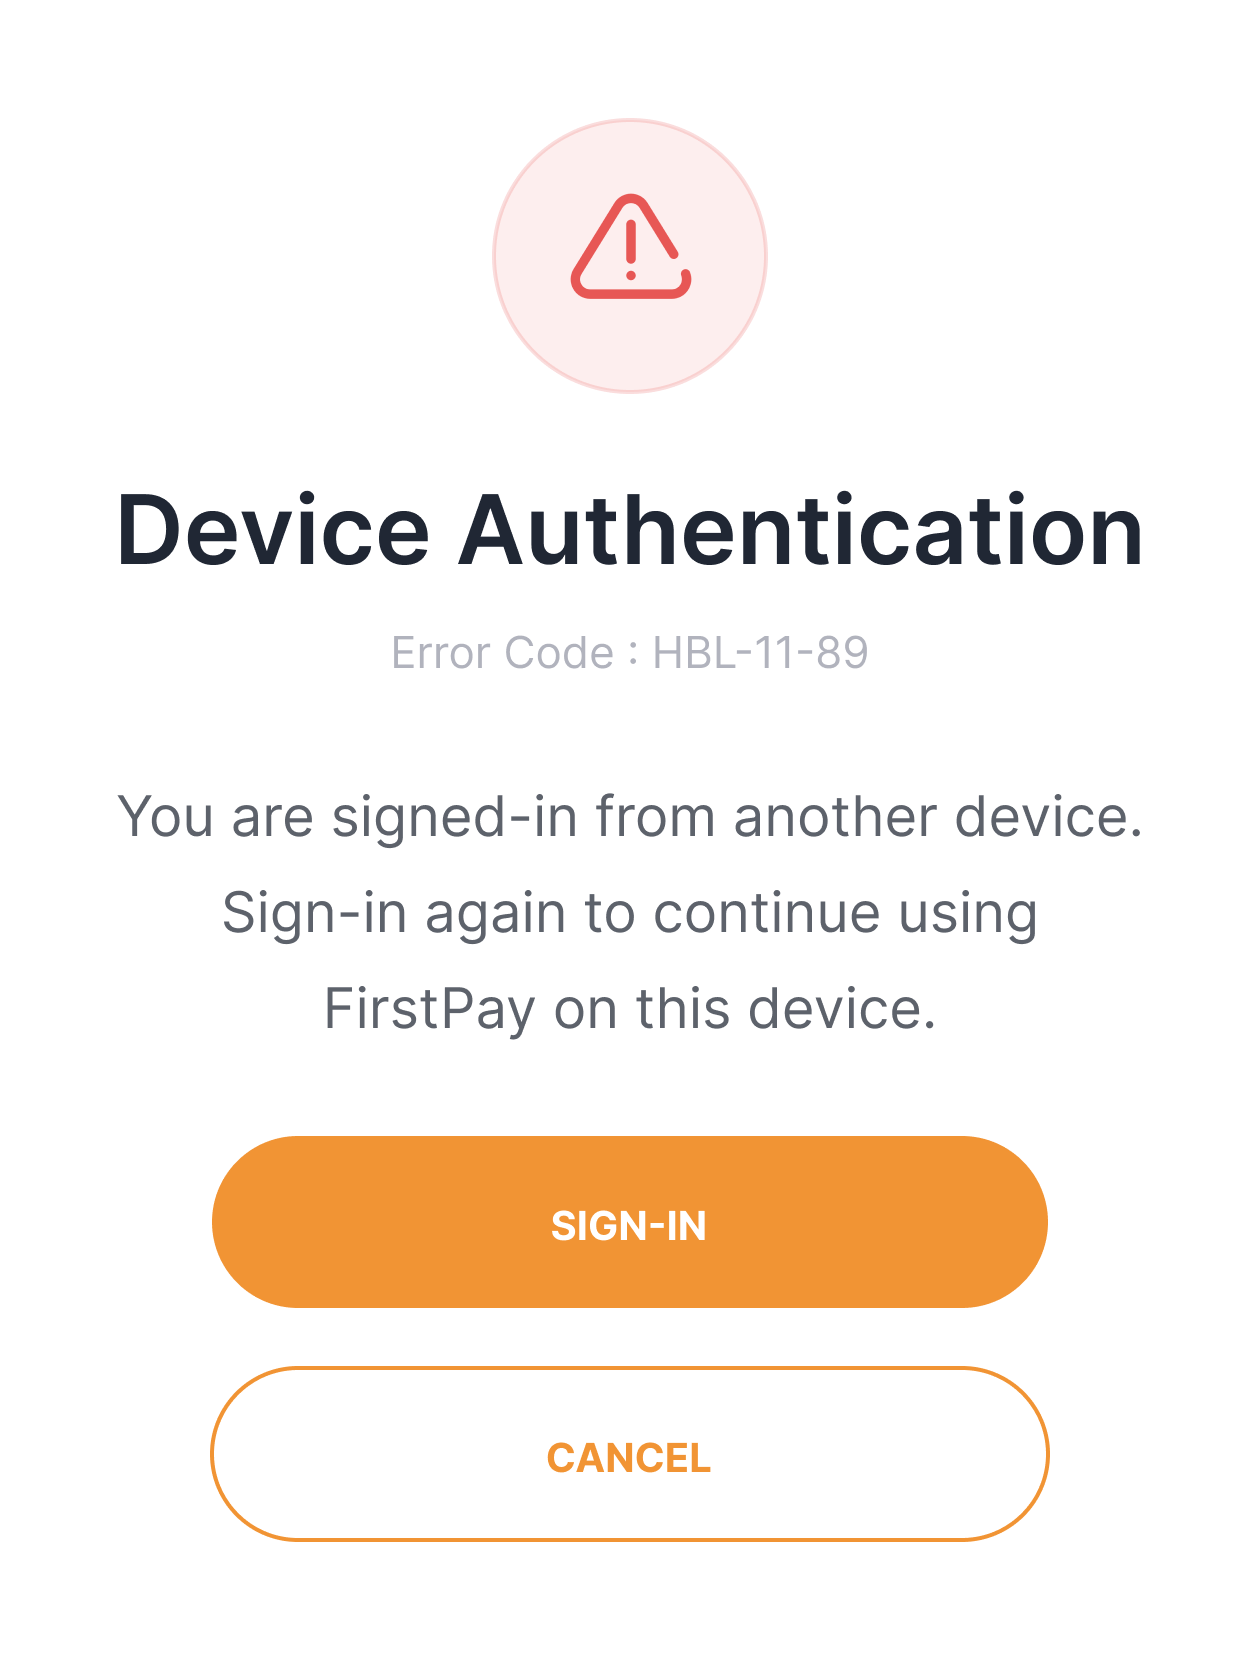 Device Authentication
Error Code : HBL-11-89
You are signed-in from another device.
Sign-in again to continue using
FirstPay on this device.
SIGN-IN
CANCEL